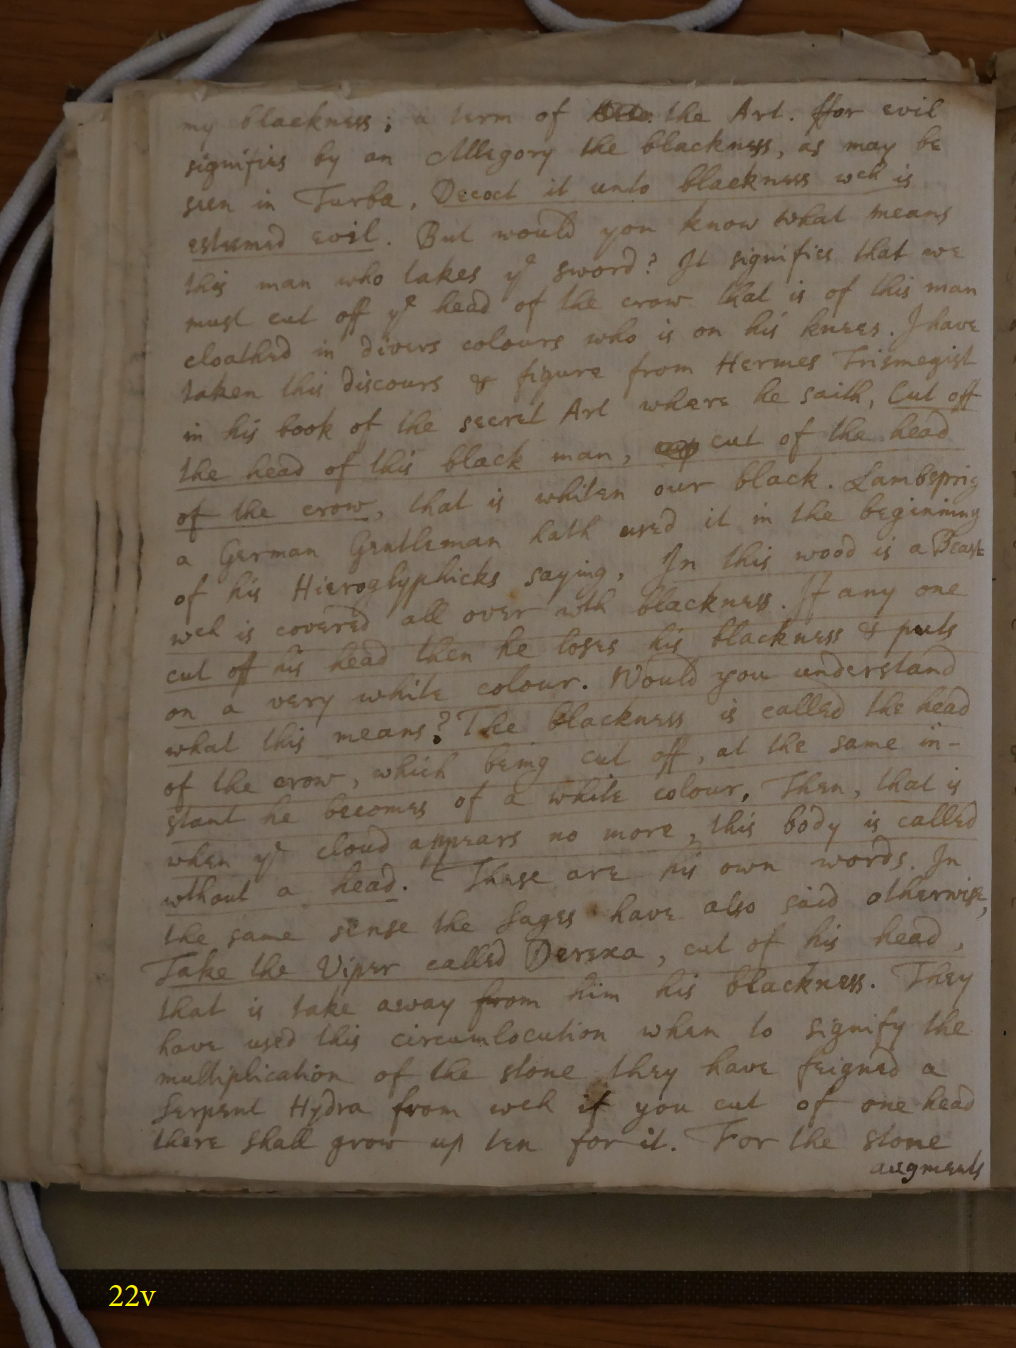 my blackness; a term of the Art. ffor evil
signifies by an Allegory the blackness, as may be
seen in Turba, Decoct it unto blackness wch is
esteemed evil. But would you know what means
this man who takes ye sword? It signifies that we
must cut off ye head of the crow that is of this man
cloathed in divers colours who is on his knees. I have
taken this discours & figure from Hermes Trismegist
in his book of the secret Art where he saith, Cut off
the head of this black man, cut of the head
of the crow, that is whiten our black. Lambsprig
a German Gentleman hath used it in the beginning
of his Hieroglyphicks saying, In this wood is a Beast
wch is covered all over wth blackness. If any one
cut off his head then he loses his blackness & puts
on a very white colour. Would you understand
what this means? The blackness is called the head
of the crow, which being cut off, at the same in-
stant he becomes of a white colour, Then, that is
when ye cloud appears no more, this body is called
wthout a head. These are his own words. In
the same sense the Sages have also said otherwise,
Take the Viper called Derexa, cut of his head,
that is take away from him his blackness. They
have used this circumlocution when to signify the
multiplication of the stone they have feigned a
Serpent Hydra from wch if you cut of one head
there shall grow up ten for it. For the stone
augments
22v